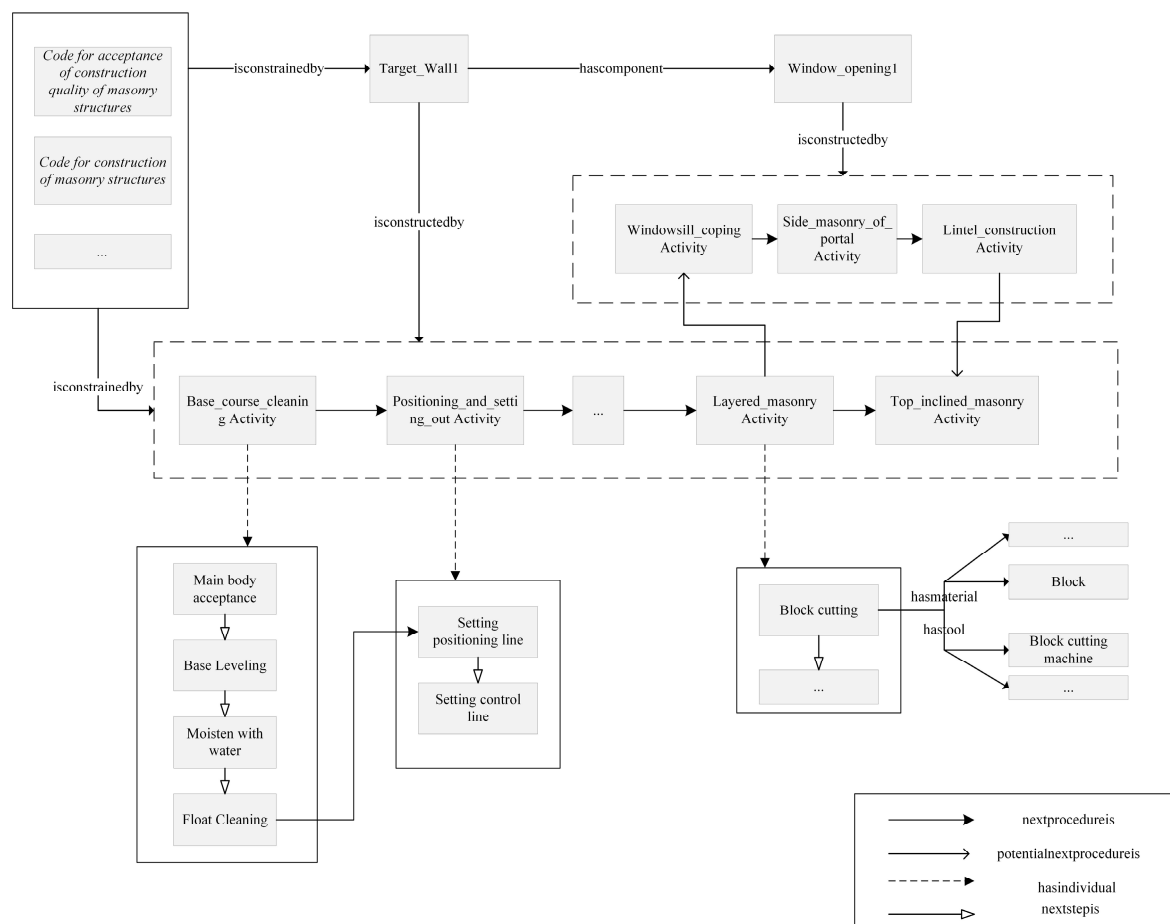 Code for acceptance
of construction
quality of masonry
structures
isconstrainedby
Target_Wall1
hascomponent
Window_opening1
Code for construction
of masonry structures
...
isconstructedby
isconstructedby
Windowsill_coping
Activity
Side_masonry_of_
portal
Activity
Lintel_construction
Activity
isconstrainedby
Base_course_cleanin
g Activity
Positioning_and_setti
ng_out Activity
...
Layered_masonry
Activity
Top_inclined_masonry
Activity
Main body
acceptance
Base Leveling
Moisten with
water
Float Cleaning
Setting
positioning line
Setting control
line
Block cutting
...
hasmaterial
hastool
...
Block
Block cutting
machine
...
nextprocedureis
potialnextprocedureis
hasindividual
nextstepis